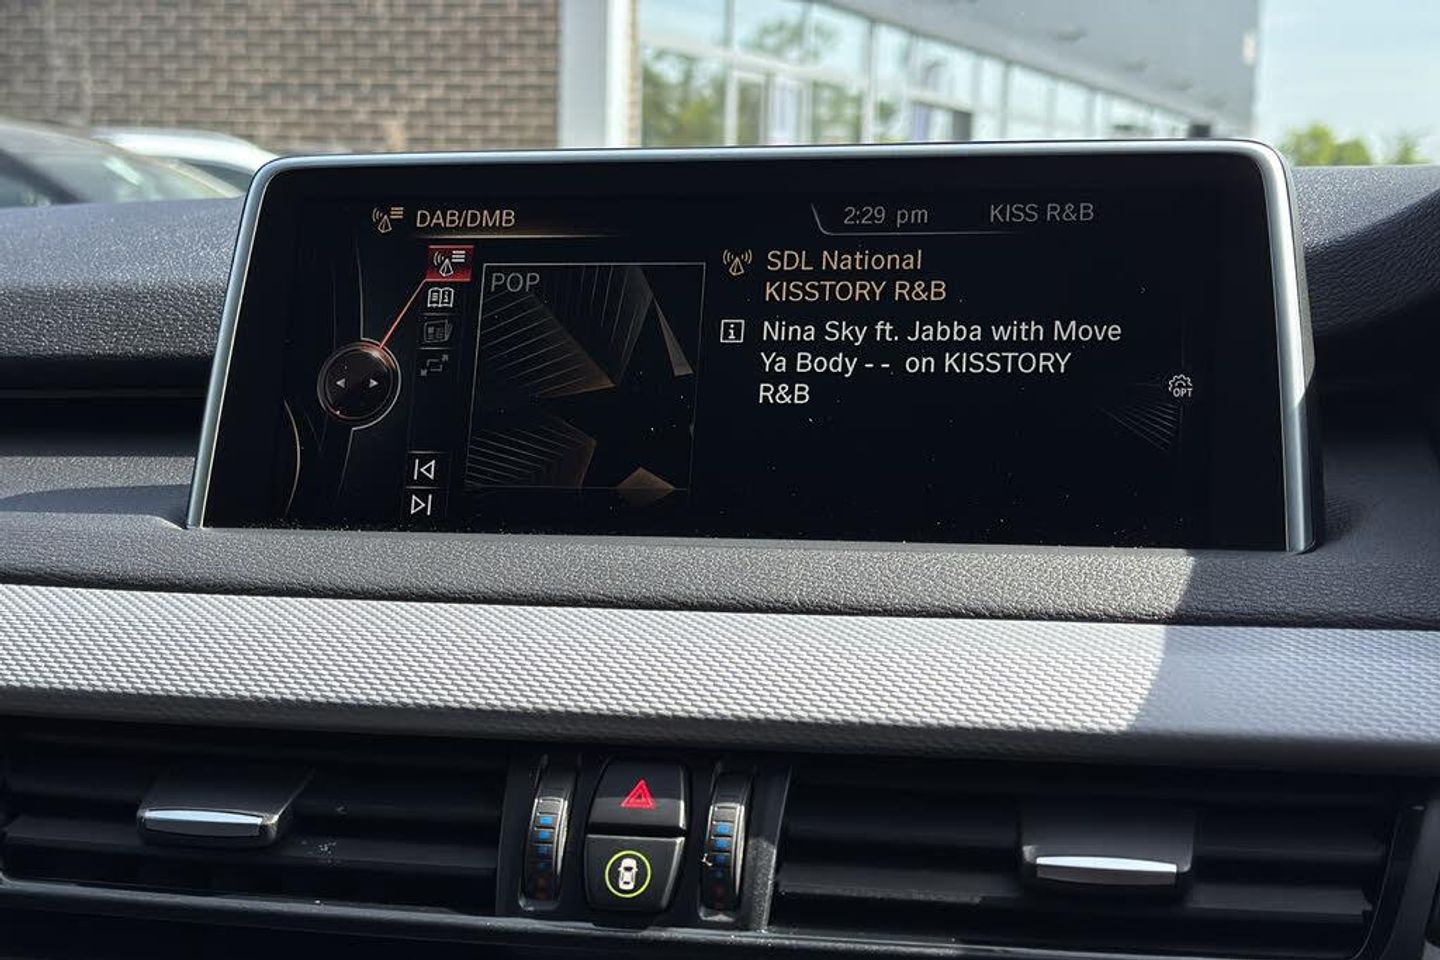 DAB/DMB
2:29 pm
KISS R&B
POP
SDL National
KISSTORY R&B
Nina Sky ft. Jabba with Move
Ya Body - - on KISSTORY
R&B
OPT